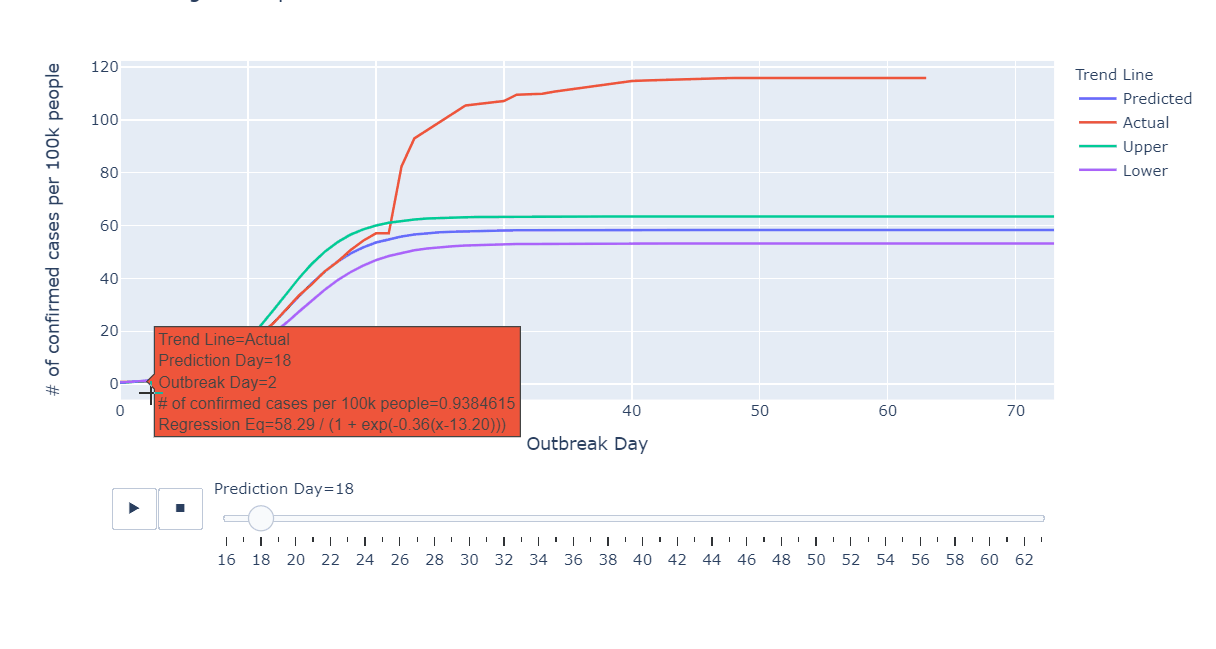 # of confirmed cases per 100k people
120
100
80
60
40
20
0
Trend Line
Predicted
Actual
Upper
Lower
Trend Line=Actual
Prediction Day=18
Outbreak Day=2
# of confirmed cases per 100k people=0.9384615
Regression Eq=58.29 / (1 + exp(-0.36(x-13.20)))
0 40 50 60 70
Outbreak Day
Prediction Day=18
16 18 20 22 24 26 28 30 32 34 36 38 40 42 44 46 48 50 52 54 56 58 60 62